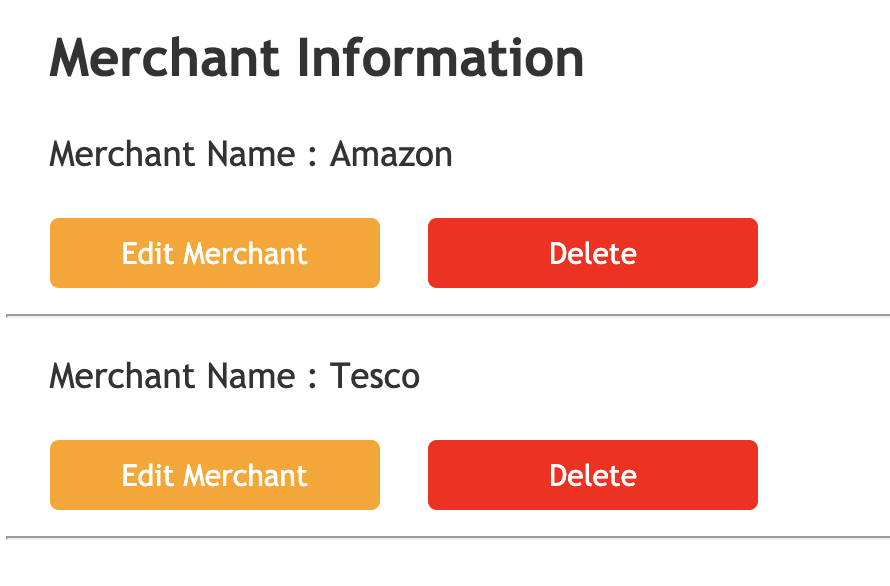 Merchant Information
Merchant Name : Amazon
Edit Merchant Delete
Merchant Name : Tesco
Edit Merchant Delete